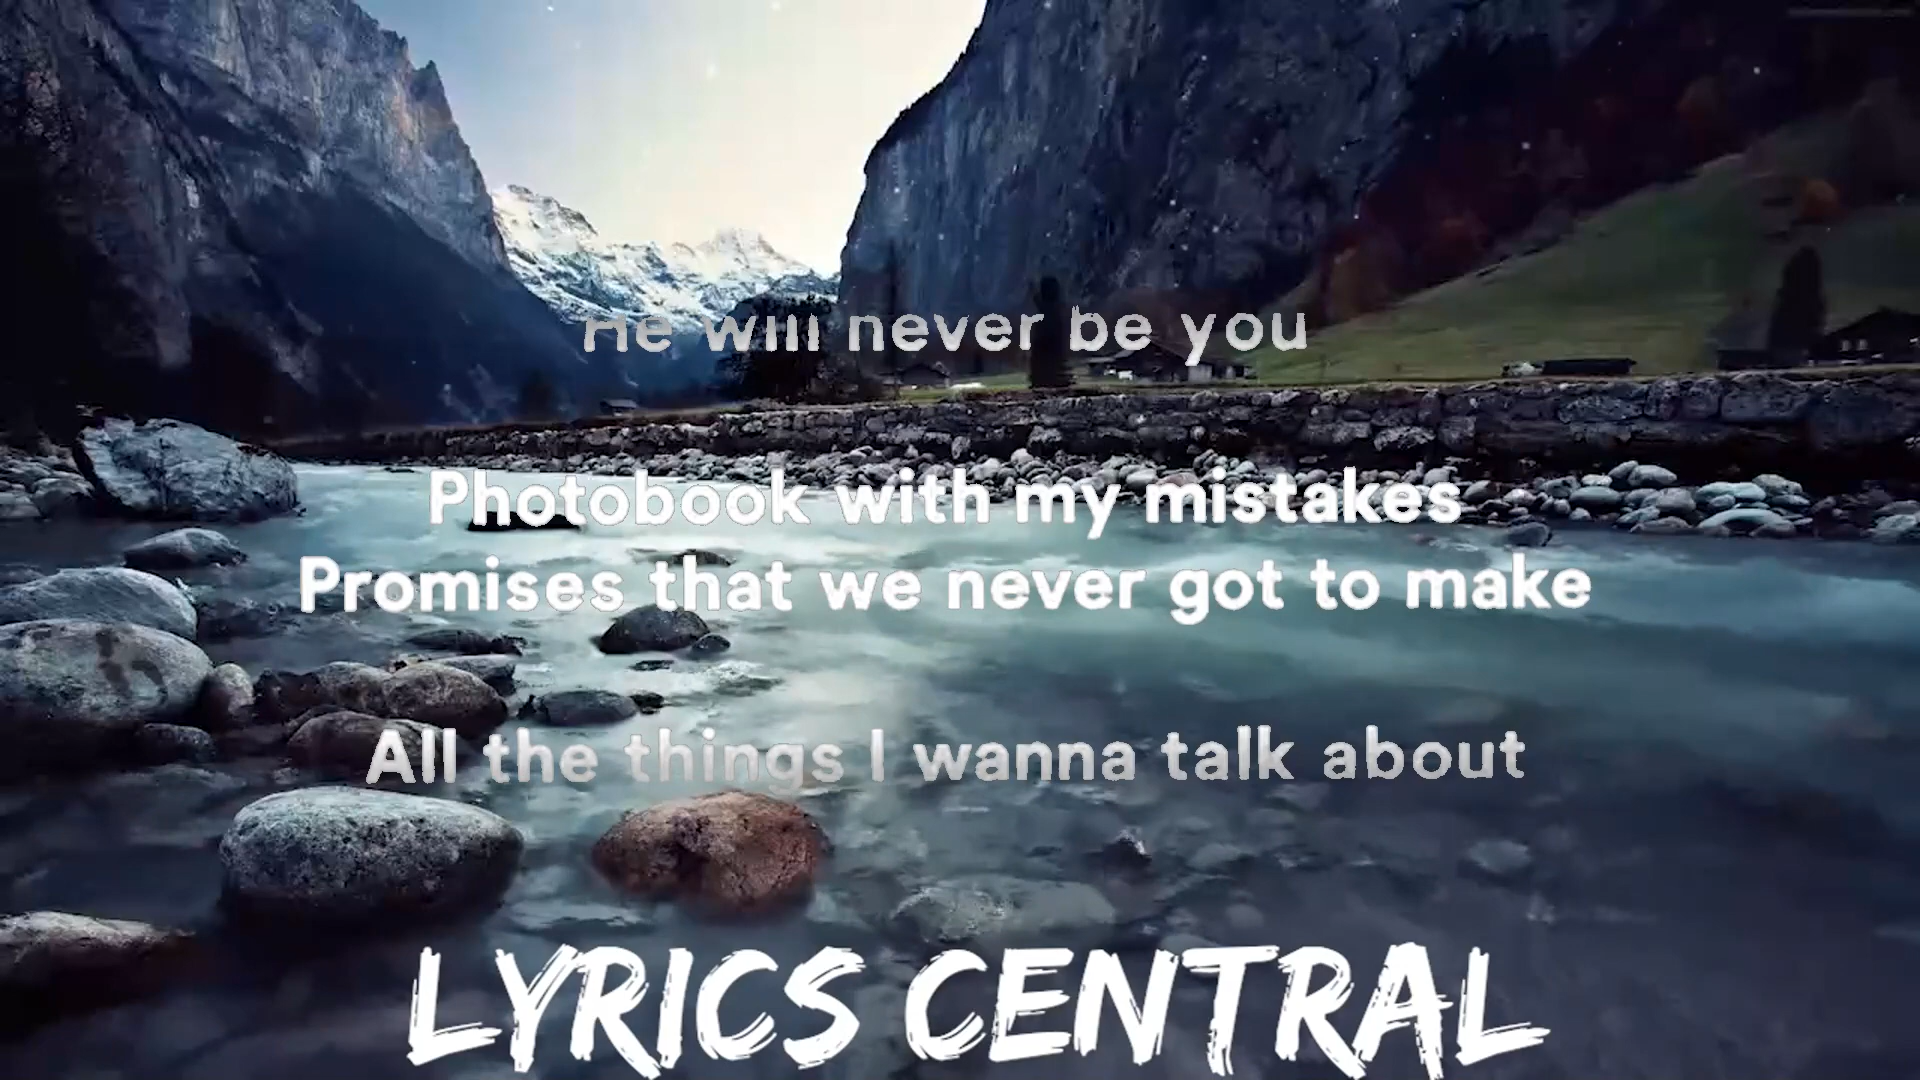 He will never be you
Photobook with my mistakes
Promises that we never got to make
All the things I wanna talk about
LYRICS CENTRAL